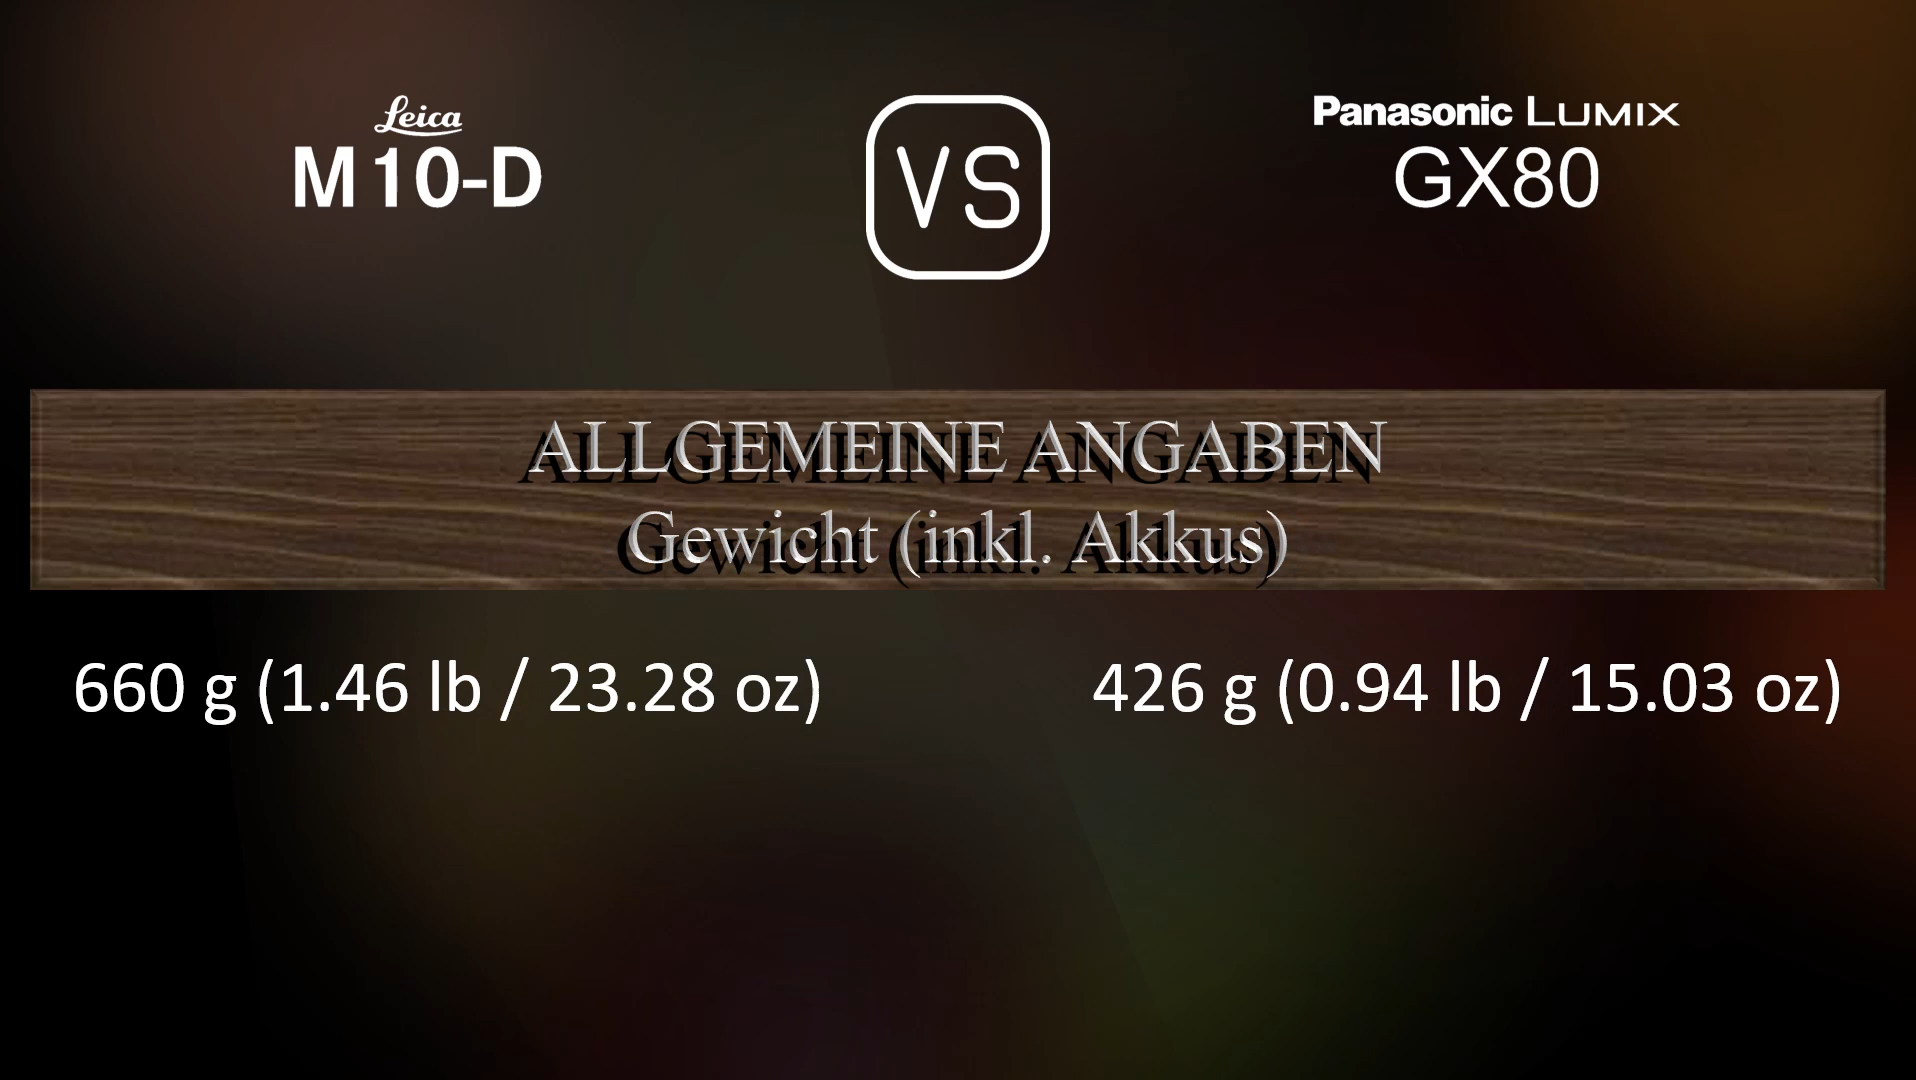 Leica
M10-D
VS
Panasonic LUMIX
GX80
ALLGEMEINE ANGABEN
Gewicht (inkl. Akkus)
660 g (1.46 lb / 23.28 oz)
426 g (0.94 lb / 15.03 oz)